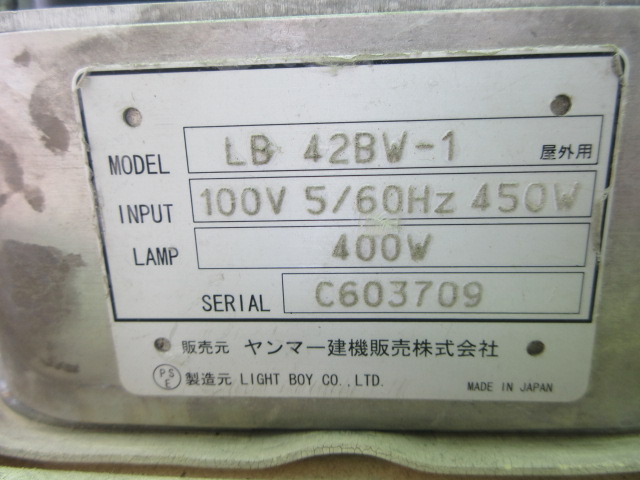 MODEL LB 42BW-1 屋外用
INPUT 100V 5/60Hz 450W
LAMP 400W
SERIAL C603709
販売元 ヤンマー建機販売株式会社
PSE 製造元 LIGHT BOY CO.,LTD. MADE IN JAPAN